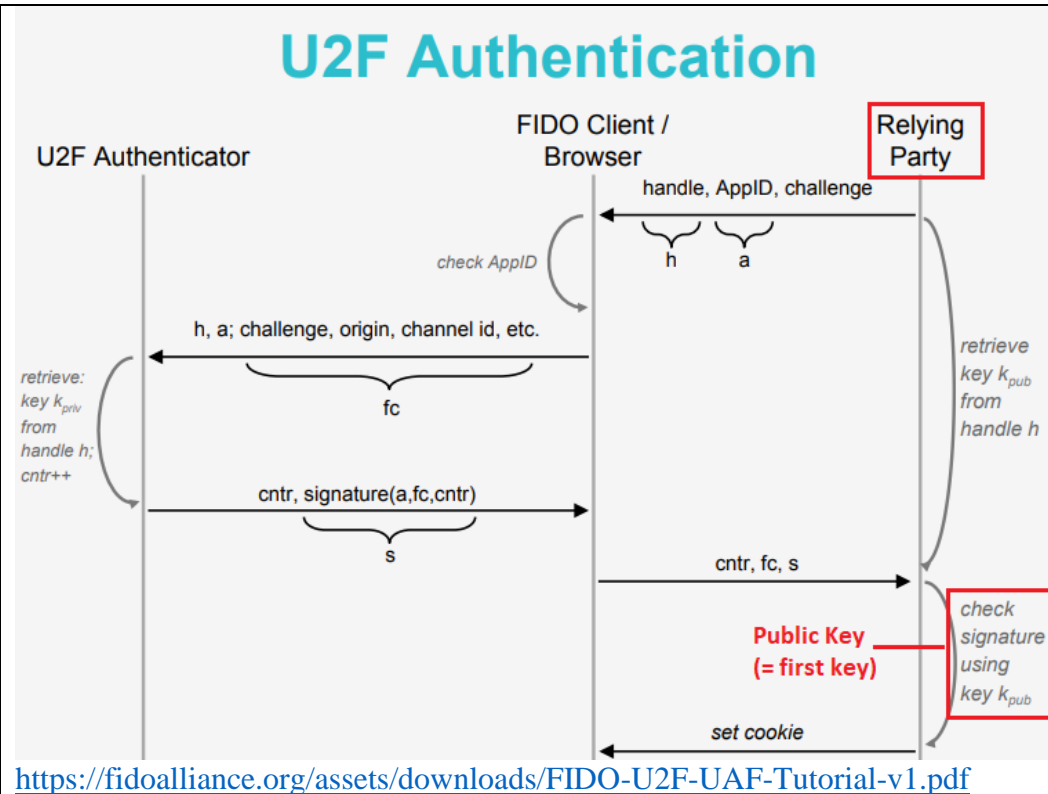 U2F Authentication
U2F Authenticator
FIDO Client /
Browser
Relying
Party
handle, AppID, challenge
h
a
check AppID
h, a; challenge, origin, channel id, etc.
fc
retrieve:
key kpriv
from
handle h;
cntr++
retrieve
key kpub
from
handle h
cntr, signature(a,fc,cntr)
s
cntr, fc, s
Public Key
(= first key)
check
signature
using
key kpub
set cookie
https://fidoalliance.org/assets/downloads/FIDO-U2F-UAF-Tutorial-v1.pdf